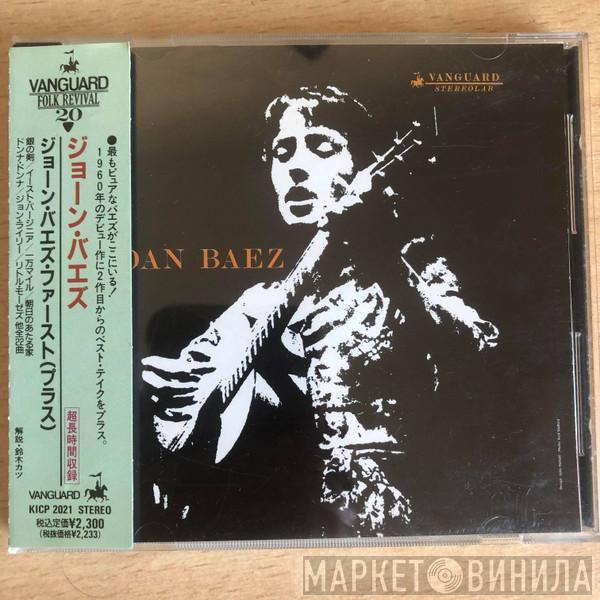 VANGUARD
FOLK REVIVAL
20
ジョーン・バエズ
ジョーン・バエズ・ファースト(プラス)
銀の剣/イースト・バージニア/一万マイル/朝日のあたる家
ドンナ・ドンナ/ジョン・ライリー/リトル・モーゼス 他全22曲
●最もピュアなバエズがここにいる!
1960年のデビュー作に2作目からのベスト・テイクをプラス。
超長時間収録
解説・鈴木カツ
VANGUARD
KICP 2021 STEREO
税込定価¥2,300
(税抜価格¥2,233)
VANGUARD
STEREOLAB
OAN BAEZ
МАРКЕТ ВИНИЛА